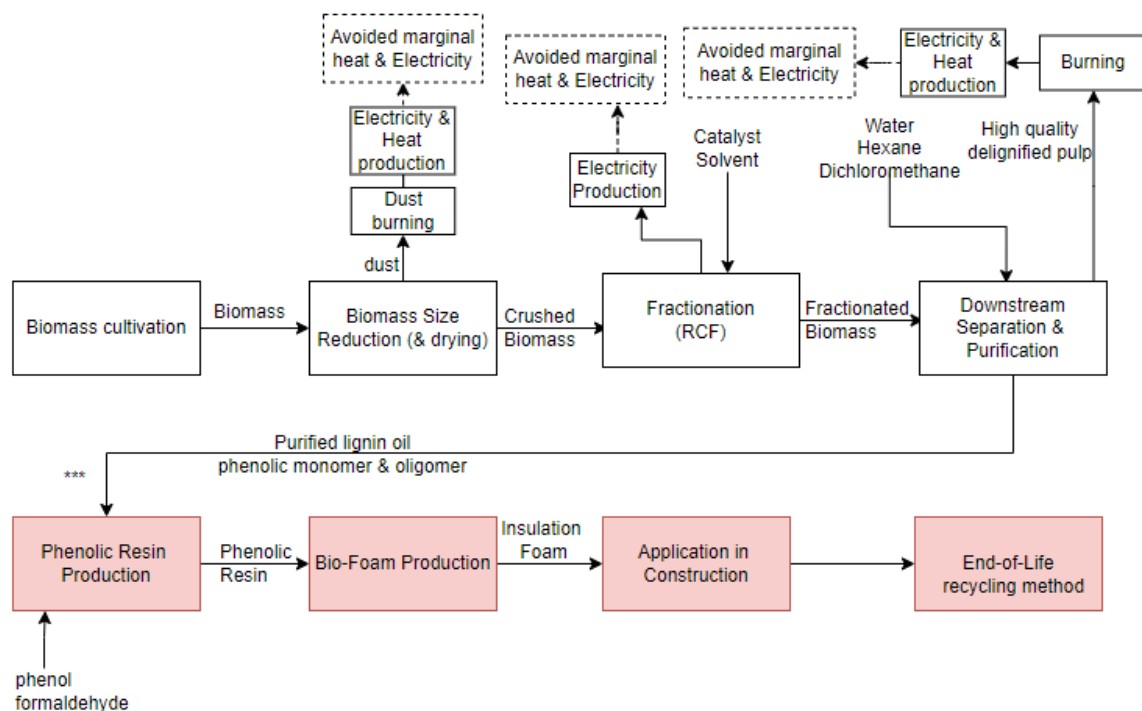 Avoided marginal
heat & Electricity
Avoided marginal
heat & Electricity
Avoided marginal
heat & Electricity
Electricity &
Heat
production
Burning
Electricity &
Heat
production
Dust
burning
dust
Electricity
Production
Catalyst
Solvent
Water
Hexane
Dichloromethane
High quality
delignified pulp
Biomass cultivation
Biomass
Biomass Size
Reduction (& drying)
Crushed
Biomass
Fractionation
(RCF)
Fractionated
Biomass
Downstream
Separation &
Purification
Purified lignin oil
phenolic monomer & oligomer
***
Phenolic Resin
Production
Phenolic
Resin
Bio-Foam Production
Insulation
Foam
Application in
Construction
End-of-Life
recycling method
phenol
formaldehyde